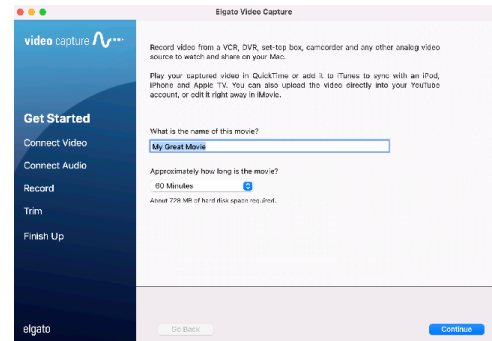 Elgato Video Capture
video capture
Record video from a VCR, DVR, set-top box, camcorder and any other analog video
source to watch and share on your Mac.
Play your captured video in QuickTime or add it to iTunes to sync with an iPod,
iPhone and Apple TV. You can also upload the video directly into your YouTube
account, or edit it right away in iMovie.
Get Started
Connect Video
Connect Audio
Record
Trim
Finish Up
What is the name of this movie?
My Great Movie
Approximately how long is the movie?
60 Minutes
About 728 MB of hard disk space required.
elgato
Go Back
Continue